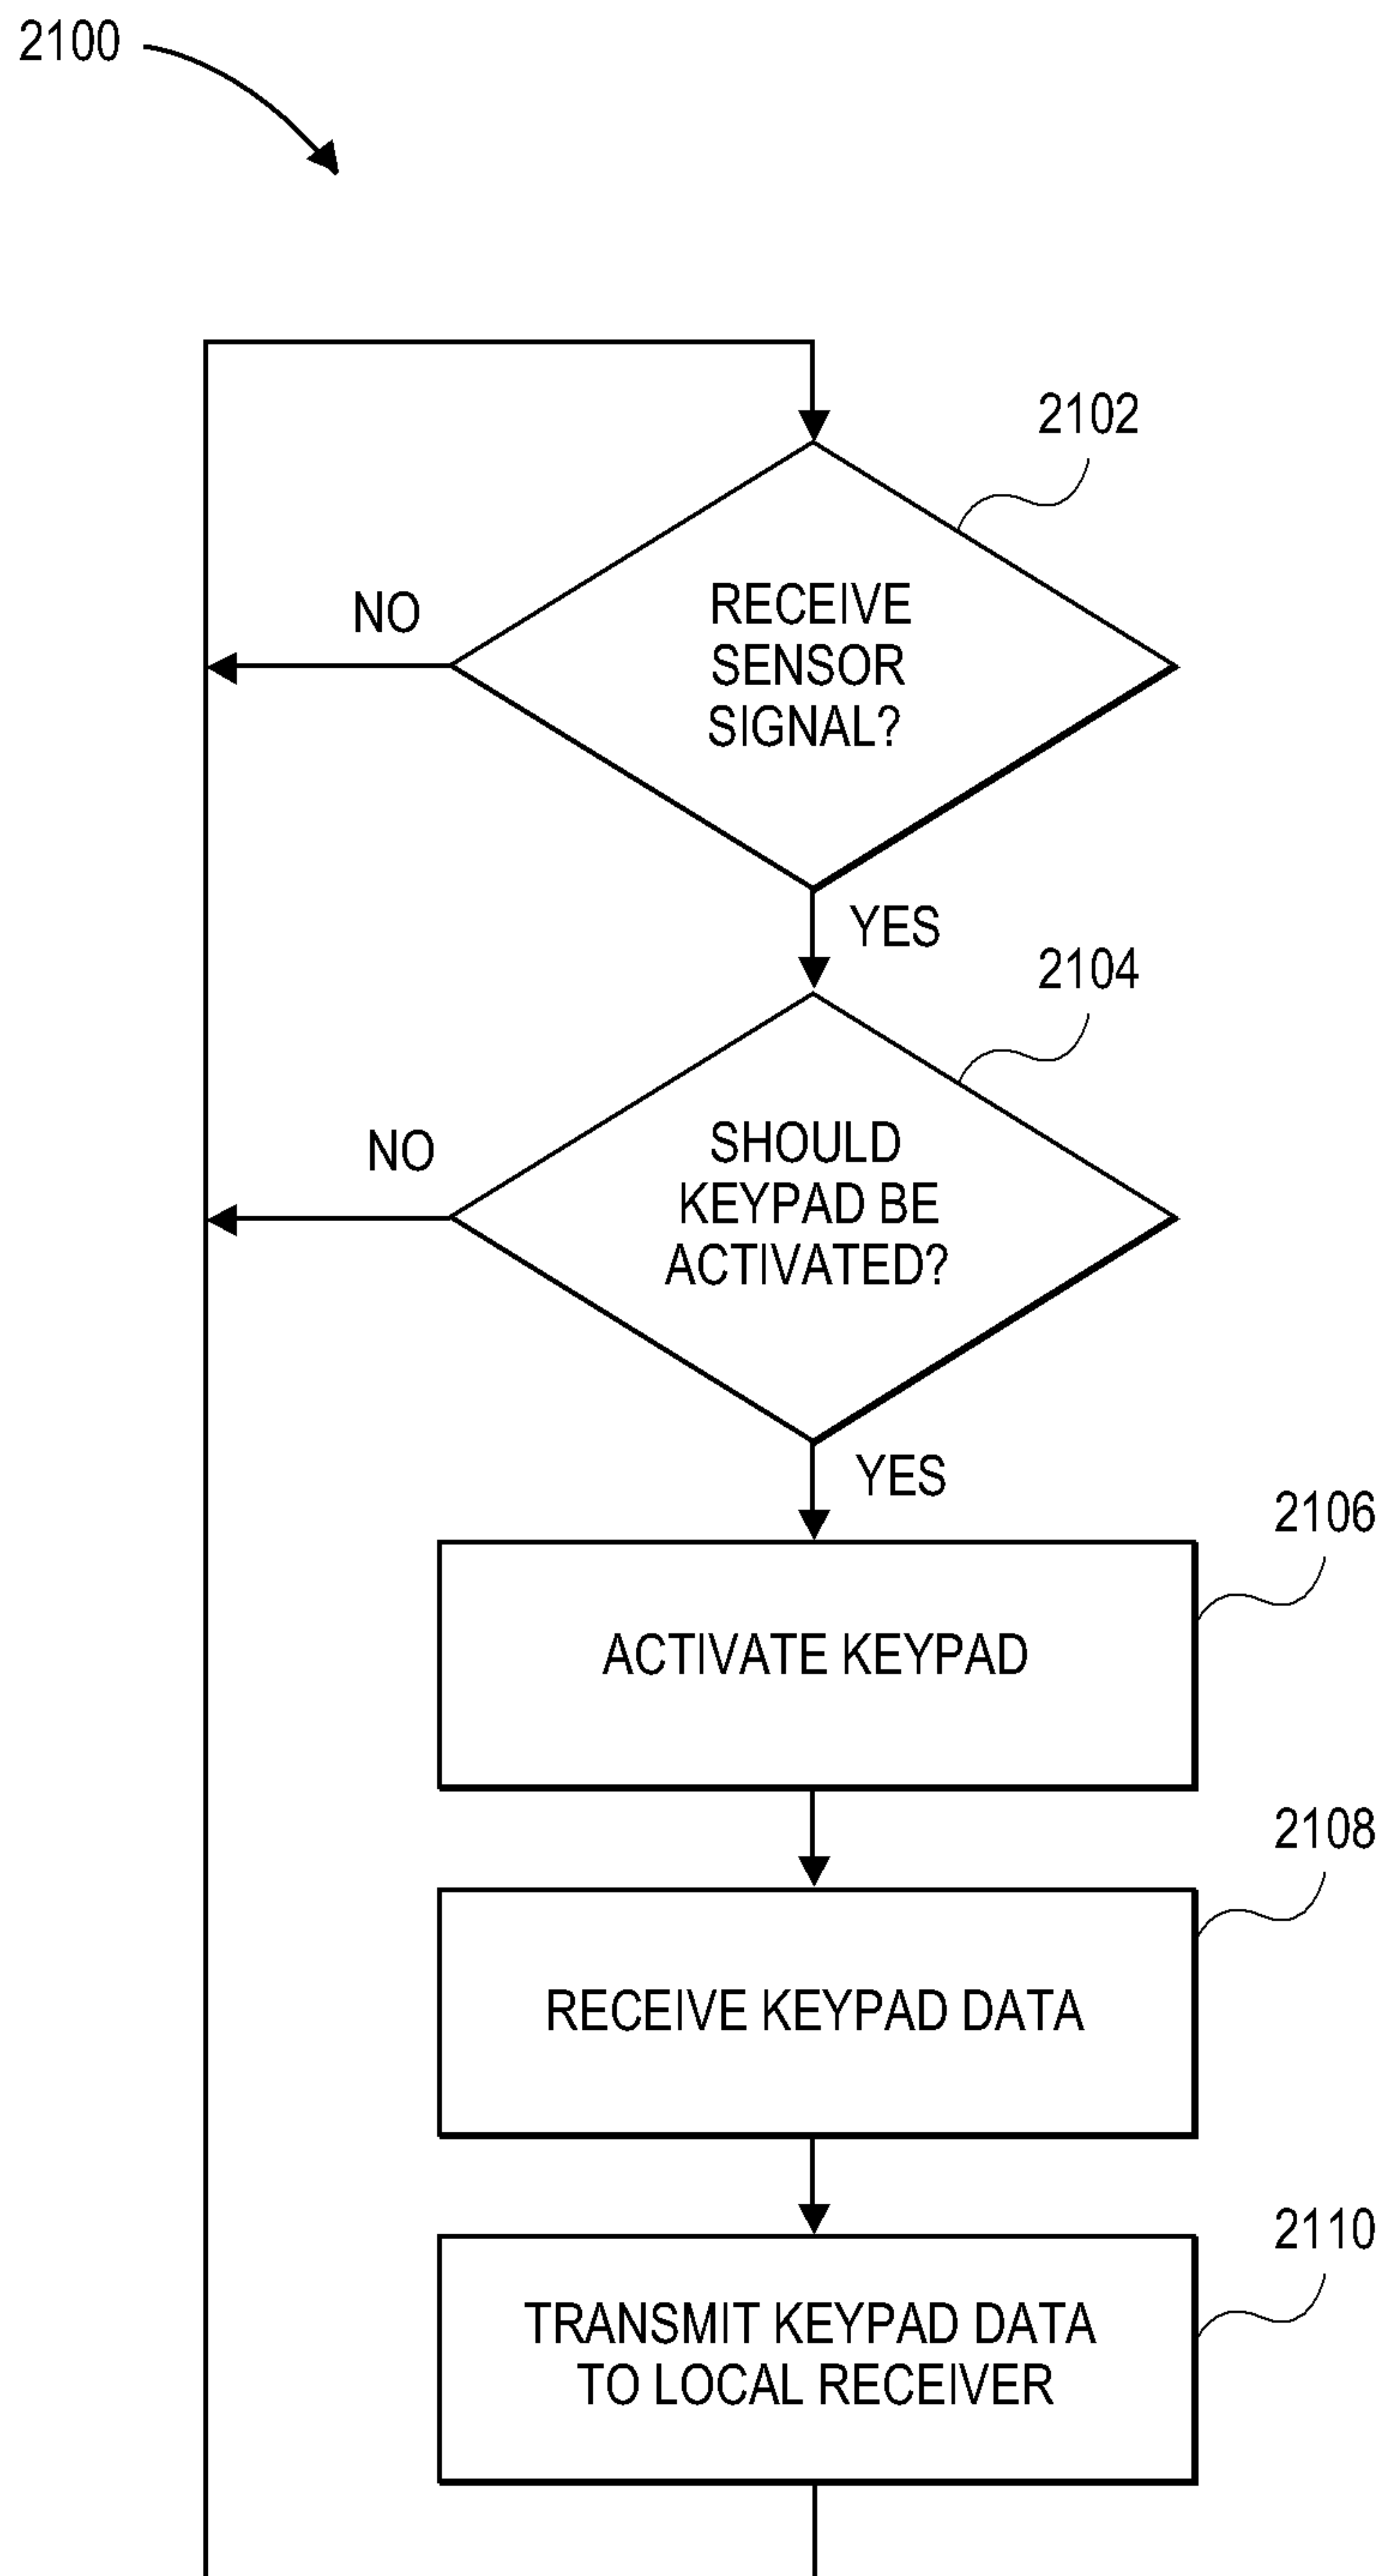 2100
2102
RECEIVE
SENSOR
SIGNAL?
NO
YES
2104
SHOULD
KEYPAD BE
ACTIVATED?
NO
YES
2106
ACTIVATE KEYPAD
2108
RECEIVE KEYPAD DATA
2110
TRANSMIT KEYPAD DATA
TO LOCAL RECEIVER